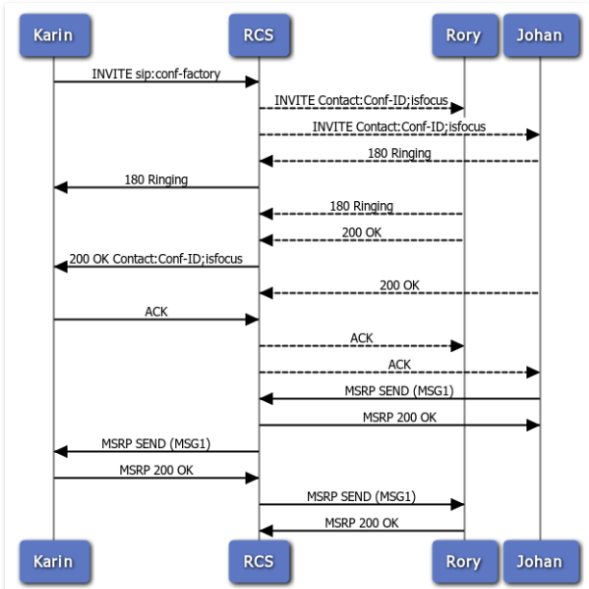 Karin
RCS
Rory
Johan
INVITE sip:conf-factory
INVITE Contact:Conf-ID;isfocus
INVITE Contact:Conf-ID;isfocus
180 Ringing
180 Ringing
180 Ringing
200 OK
200 OK Contact:Conf-ID;isfocus
200 OK
ACK
ACK
ACK
MSRP SEND (MSG1)
MSRP 200 OK
MSRP SEND (MSG1)
MSRP 200 OK
MSRP SEND (MSG1)
MSRP 200 OK
Karin
RCS
Rory
Johan